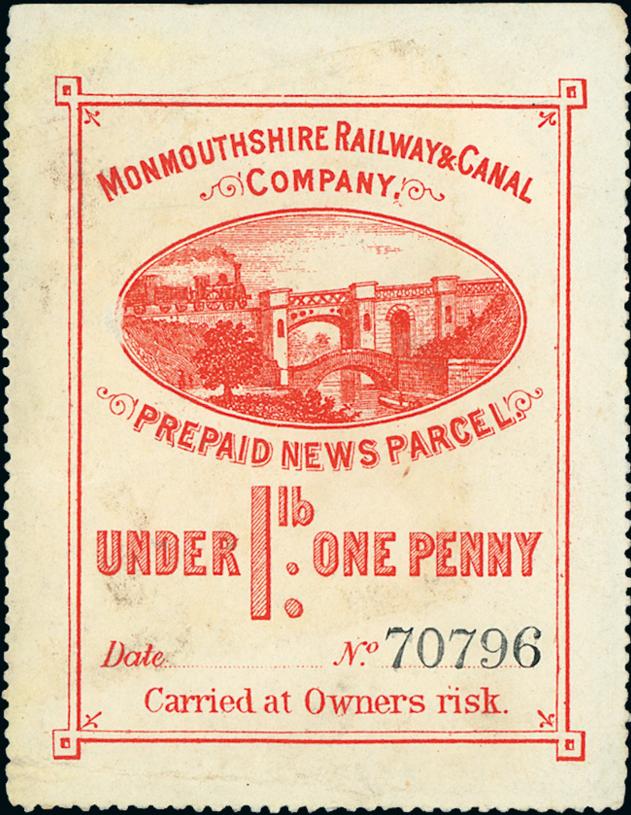 MONMOUTHSHIRE RAILWAY & CANAL
COMPANY.
PREPAID NEWS PARCEL.
UNDER 1lb. ONE PENNY
Date No. 70796
Carried at Owners risk.